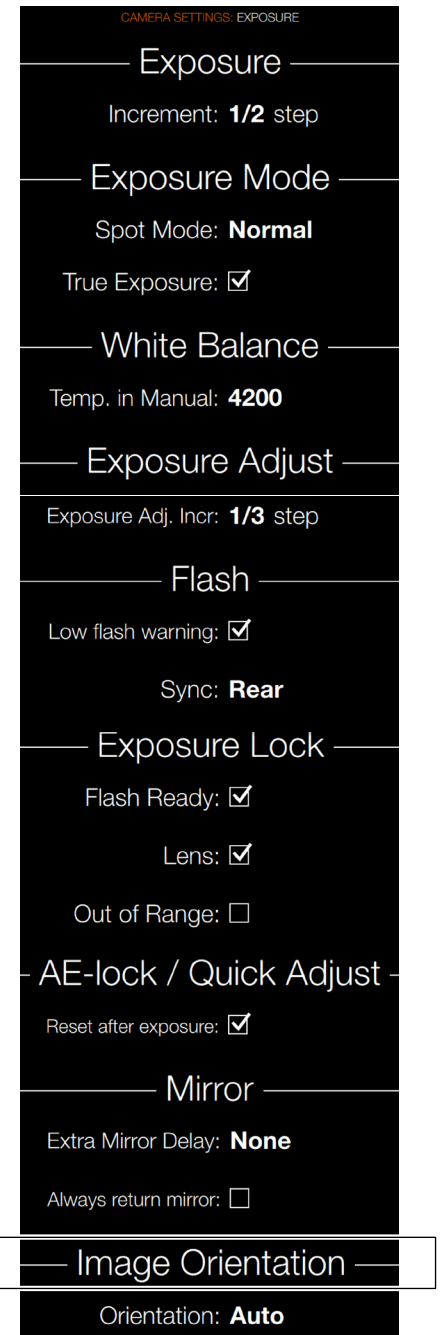 CAMERA SETTINGS: EXPOSURE
Exposure
Increment: 1/2 step
Exposure Mode
Spot Mode: Normal
True Exposure:
White Balance
Temp. in Manual: 4200
Exposure Adjust
Exposure Adj. Incr: 1/3 step
Flash
Low flash warning:
Sync: Rear
Exposure Lock
Flash Ready:
Lens:
Out of Range:
AE-lock / Quick Adjust
Reset after exposure:
Mirror
Extra Mirror Delay: None
Always return mirror:
Image Orientation
Orientation: Auto